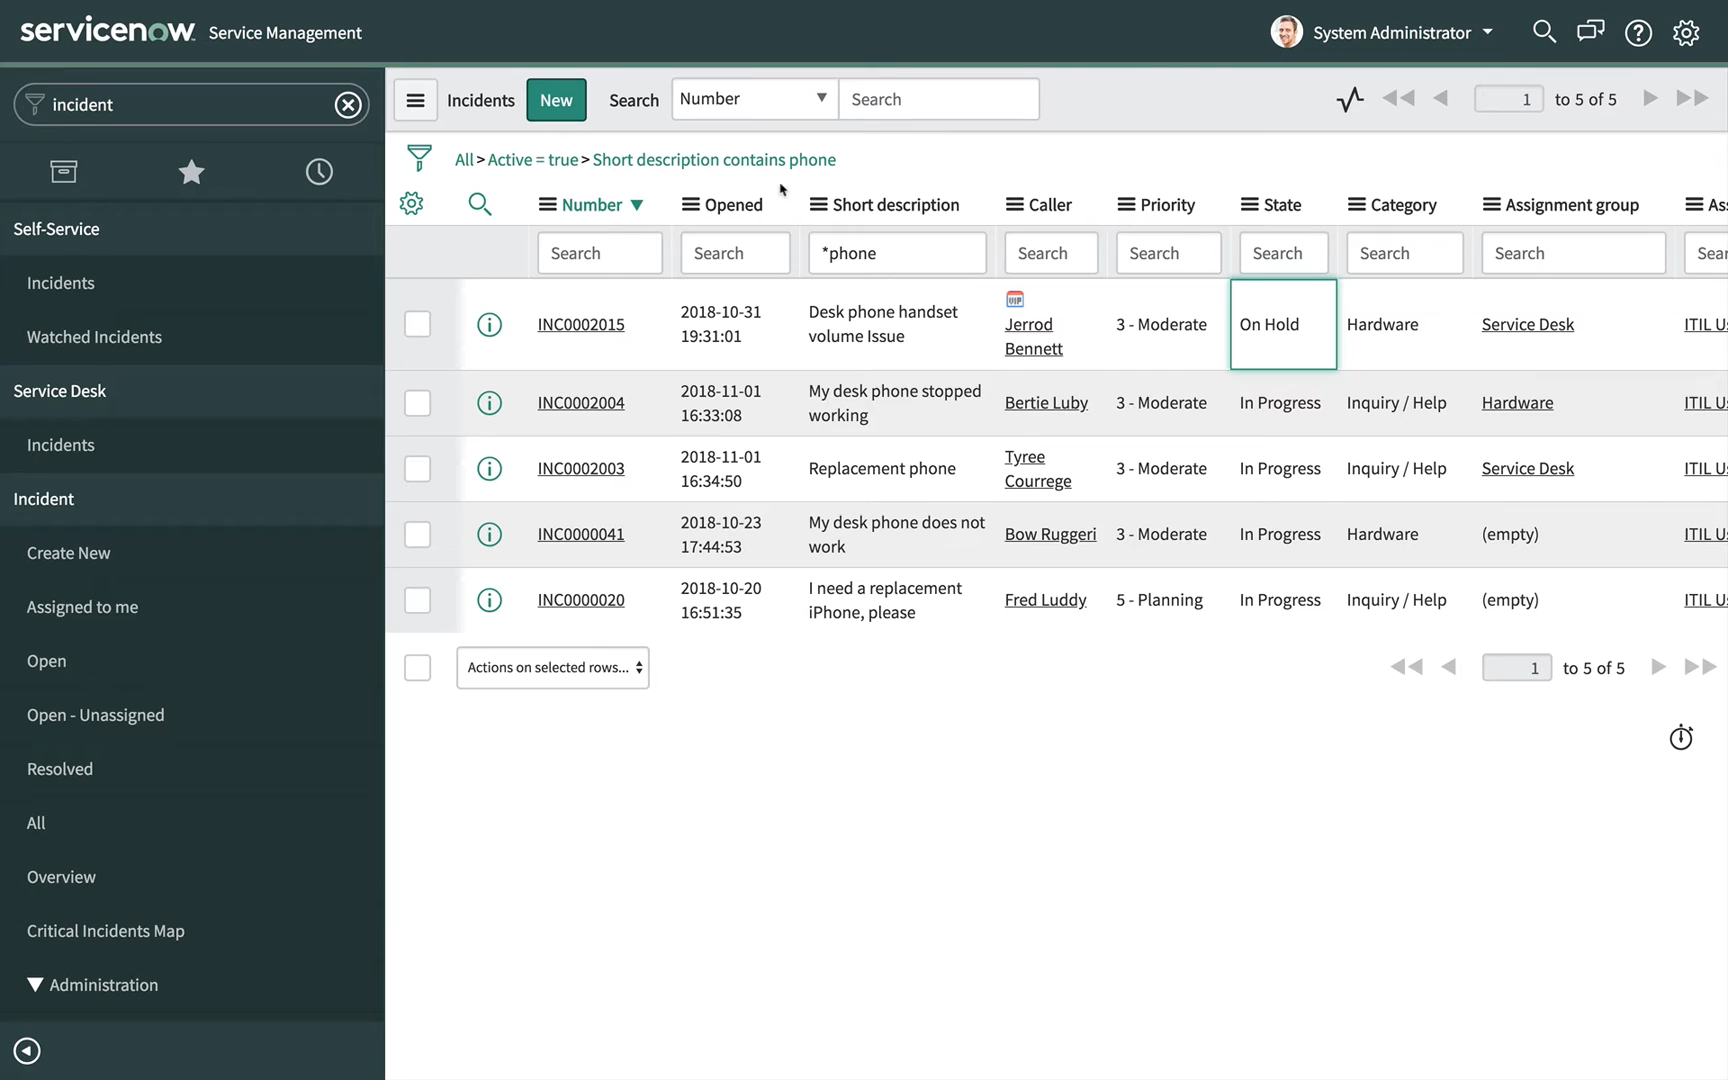 servicenow Service Management
System Administrator
incident
Self-Service
Incidents
Watched Incidents
Service Desk
Incidents
Incident
Create New
Assigned to me
Open
Open - Unassigned
Resolved
All
Overview
Critical Incidents Map
Administration
Incidents New Search Number Search 1 to 5 of 5
All > Active = true > Short description contains phone
Number Opened Short description Caller Priority State Category Assignment group
Search Search *phone Search Search Search Search Search
INC0002015 2018-10-31 19:31:01 Desk phone handset volume Issue VIP Jerrod Bennett 3 - Moderate On Hold Hardware Service Desk ITIL
INC0002004 2018-11-01 16:33:08 My desk phone stopped working Bertie Luby 3 - Moderate In Progress Inquiry / Help Hardware ITIL
INC0002003 2018-11-01 16:34:50 Replacement phone Tyree Courrege 3 - Moderate In Progress Inquiry / Help Service Desk ITIL
INC0000041 2018-10-23 17:44:53 My desk phone does not work Bow Ruggeri 3 - Moderate In Progress Hardware (empty) ITIL
INC0000020 2018-10-20 16:51:35 I need a replacement iPhone, please Fred Luddy 5 - Planning In Progress Inquiry / Help (empty) ITIL
Actions on selected rows... 1 to 5 of 5